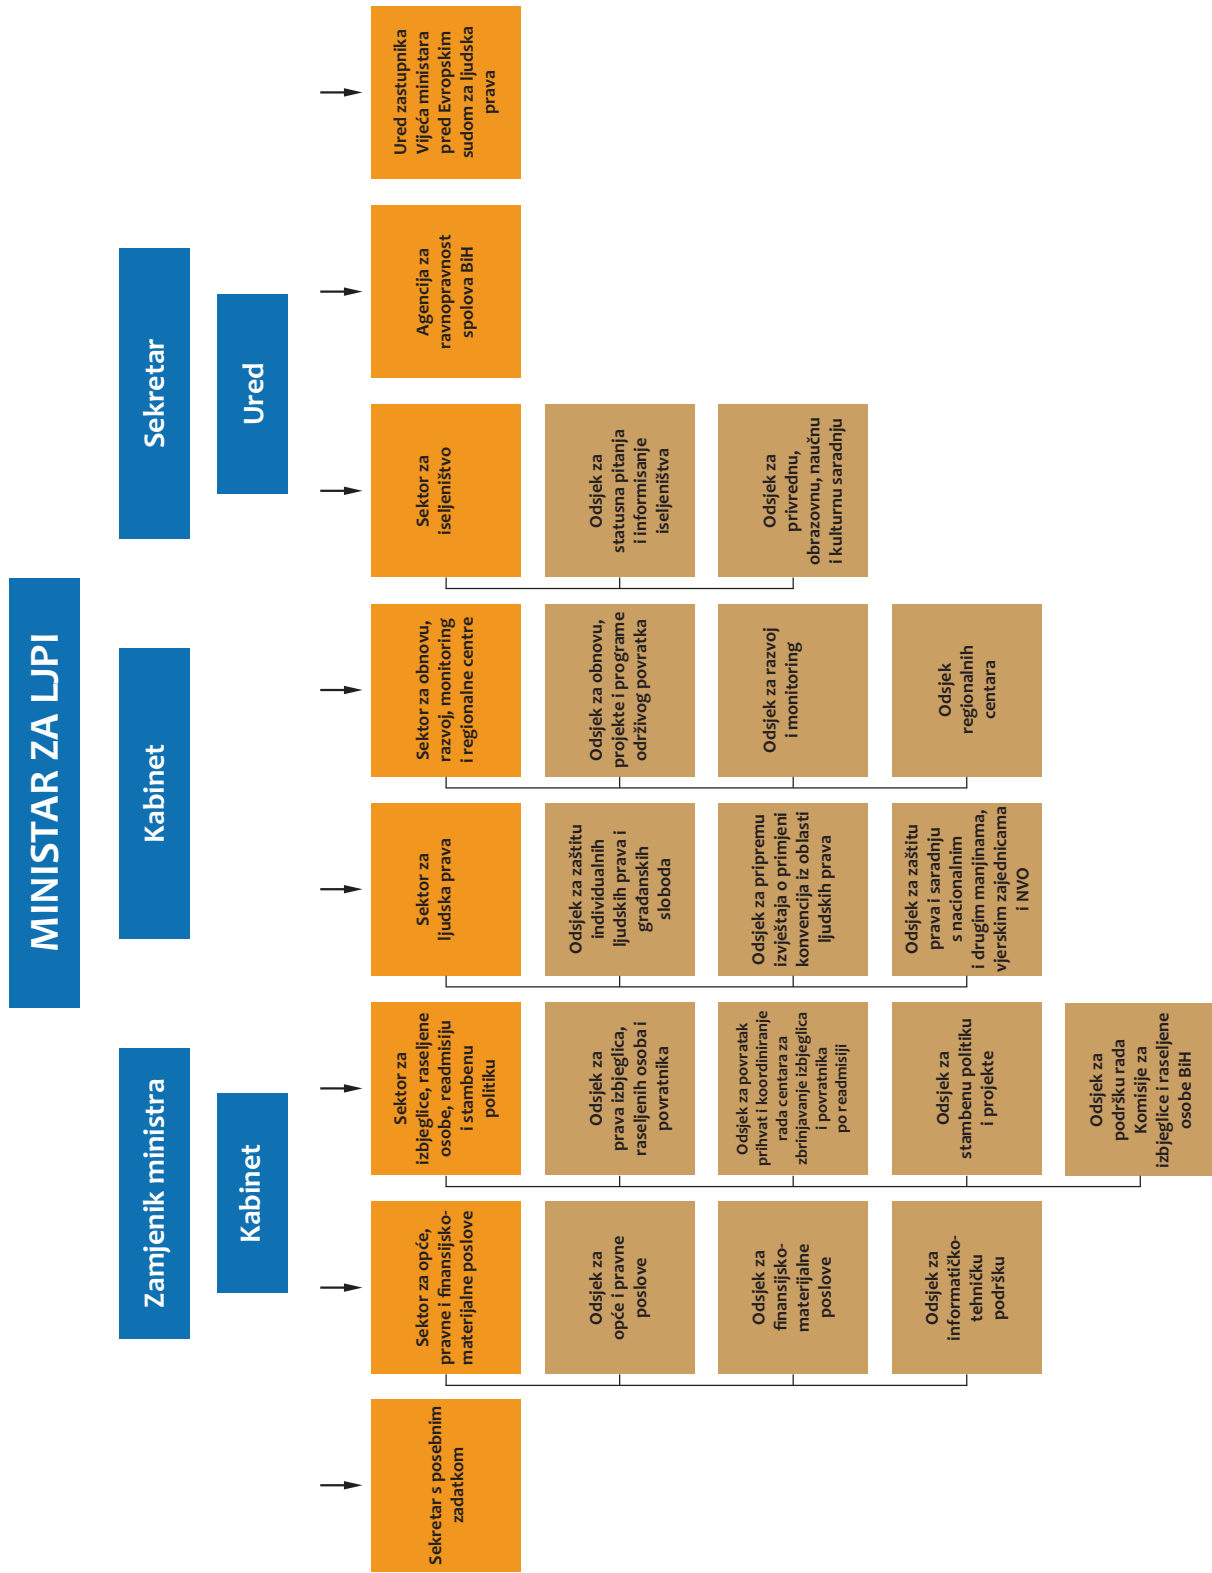 MINISTAR ZA LJPI
Zamjenik ministra
Kabinet
Sekretar
Kabinet
Ured
Sekretar s posebnim
zadatkom
Sektor za opće,
pravne i finansijsko-
materijalne poslove
Odsjek za
opće i pravne
poslove
Odsjek za
finansijsko-
materijalne
poslove
Odsjek za
informatičko-
tehničku
podršku
Sektor za
izbjeglice, raseljene
osobe, readmisiju
i stambenu
politiku
Odsjek za
prava izbjeglica,
raseljenih osoba i
povratnika
Odsjek za povratak
prihvat i koordiniranje
rada centara za
zbrinjavanje izbjeglica
i povratnika
po readmisiji
Odsjek za
stambenu politiku
i projekte
Odsjek za
podršku rada
Komisije za
izbjeglice i raseljene
osobe BiH
Sektor za
ljudska prava
Odsjek za zaštitu
individualnih
ljudskih prava i
građanskih
sloboda
Odsjek za pripremu
izvještaja o primjeni
konvencija iz oblasti
ljudskih prava
Odsjek za zaštitu
prava i saradnju
s nacionalnim
i drugim manjinama,
vjerskim zajednicama
i NVO
Sektor za obnovu,
razvoj, monitoring
i regionalne centre
Odsjek za obnovu,
projekte i programe
održivog povratka
Odsjek za razvoj
i monitoring
Odsjek
regionalnih
centara
Sektor za
iseljeništvo
Odsjek za
statusna pitanja
i informisanje
iseljeništva
Odsjek za
privrednu,
obrazovnu, naučnu
i kulturnu saradnju
Agencija za
ravnopravnost
spolova BiH
Ured zastupnika
Vijeća ministara
pred Evropskim
sudom za ljudska
prava